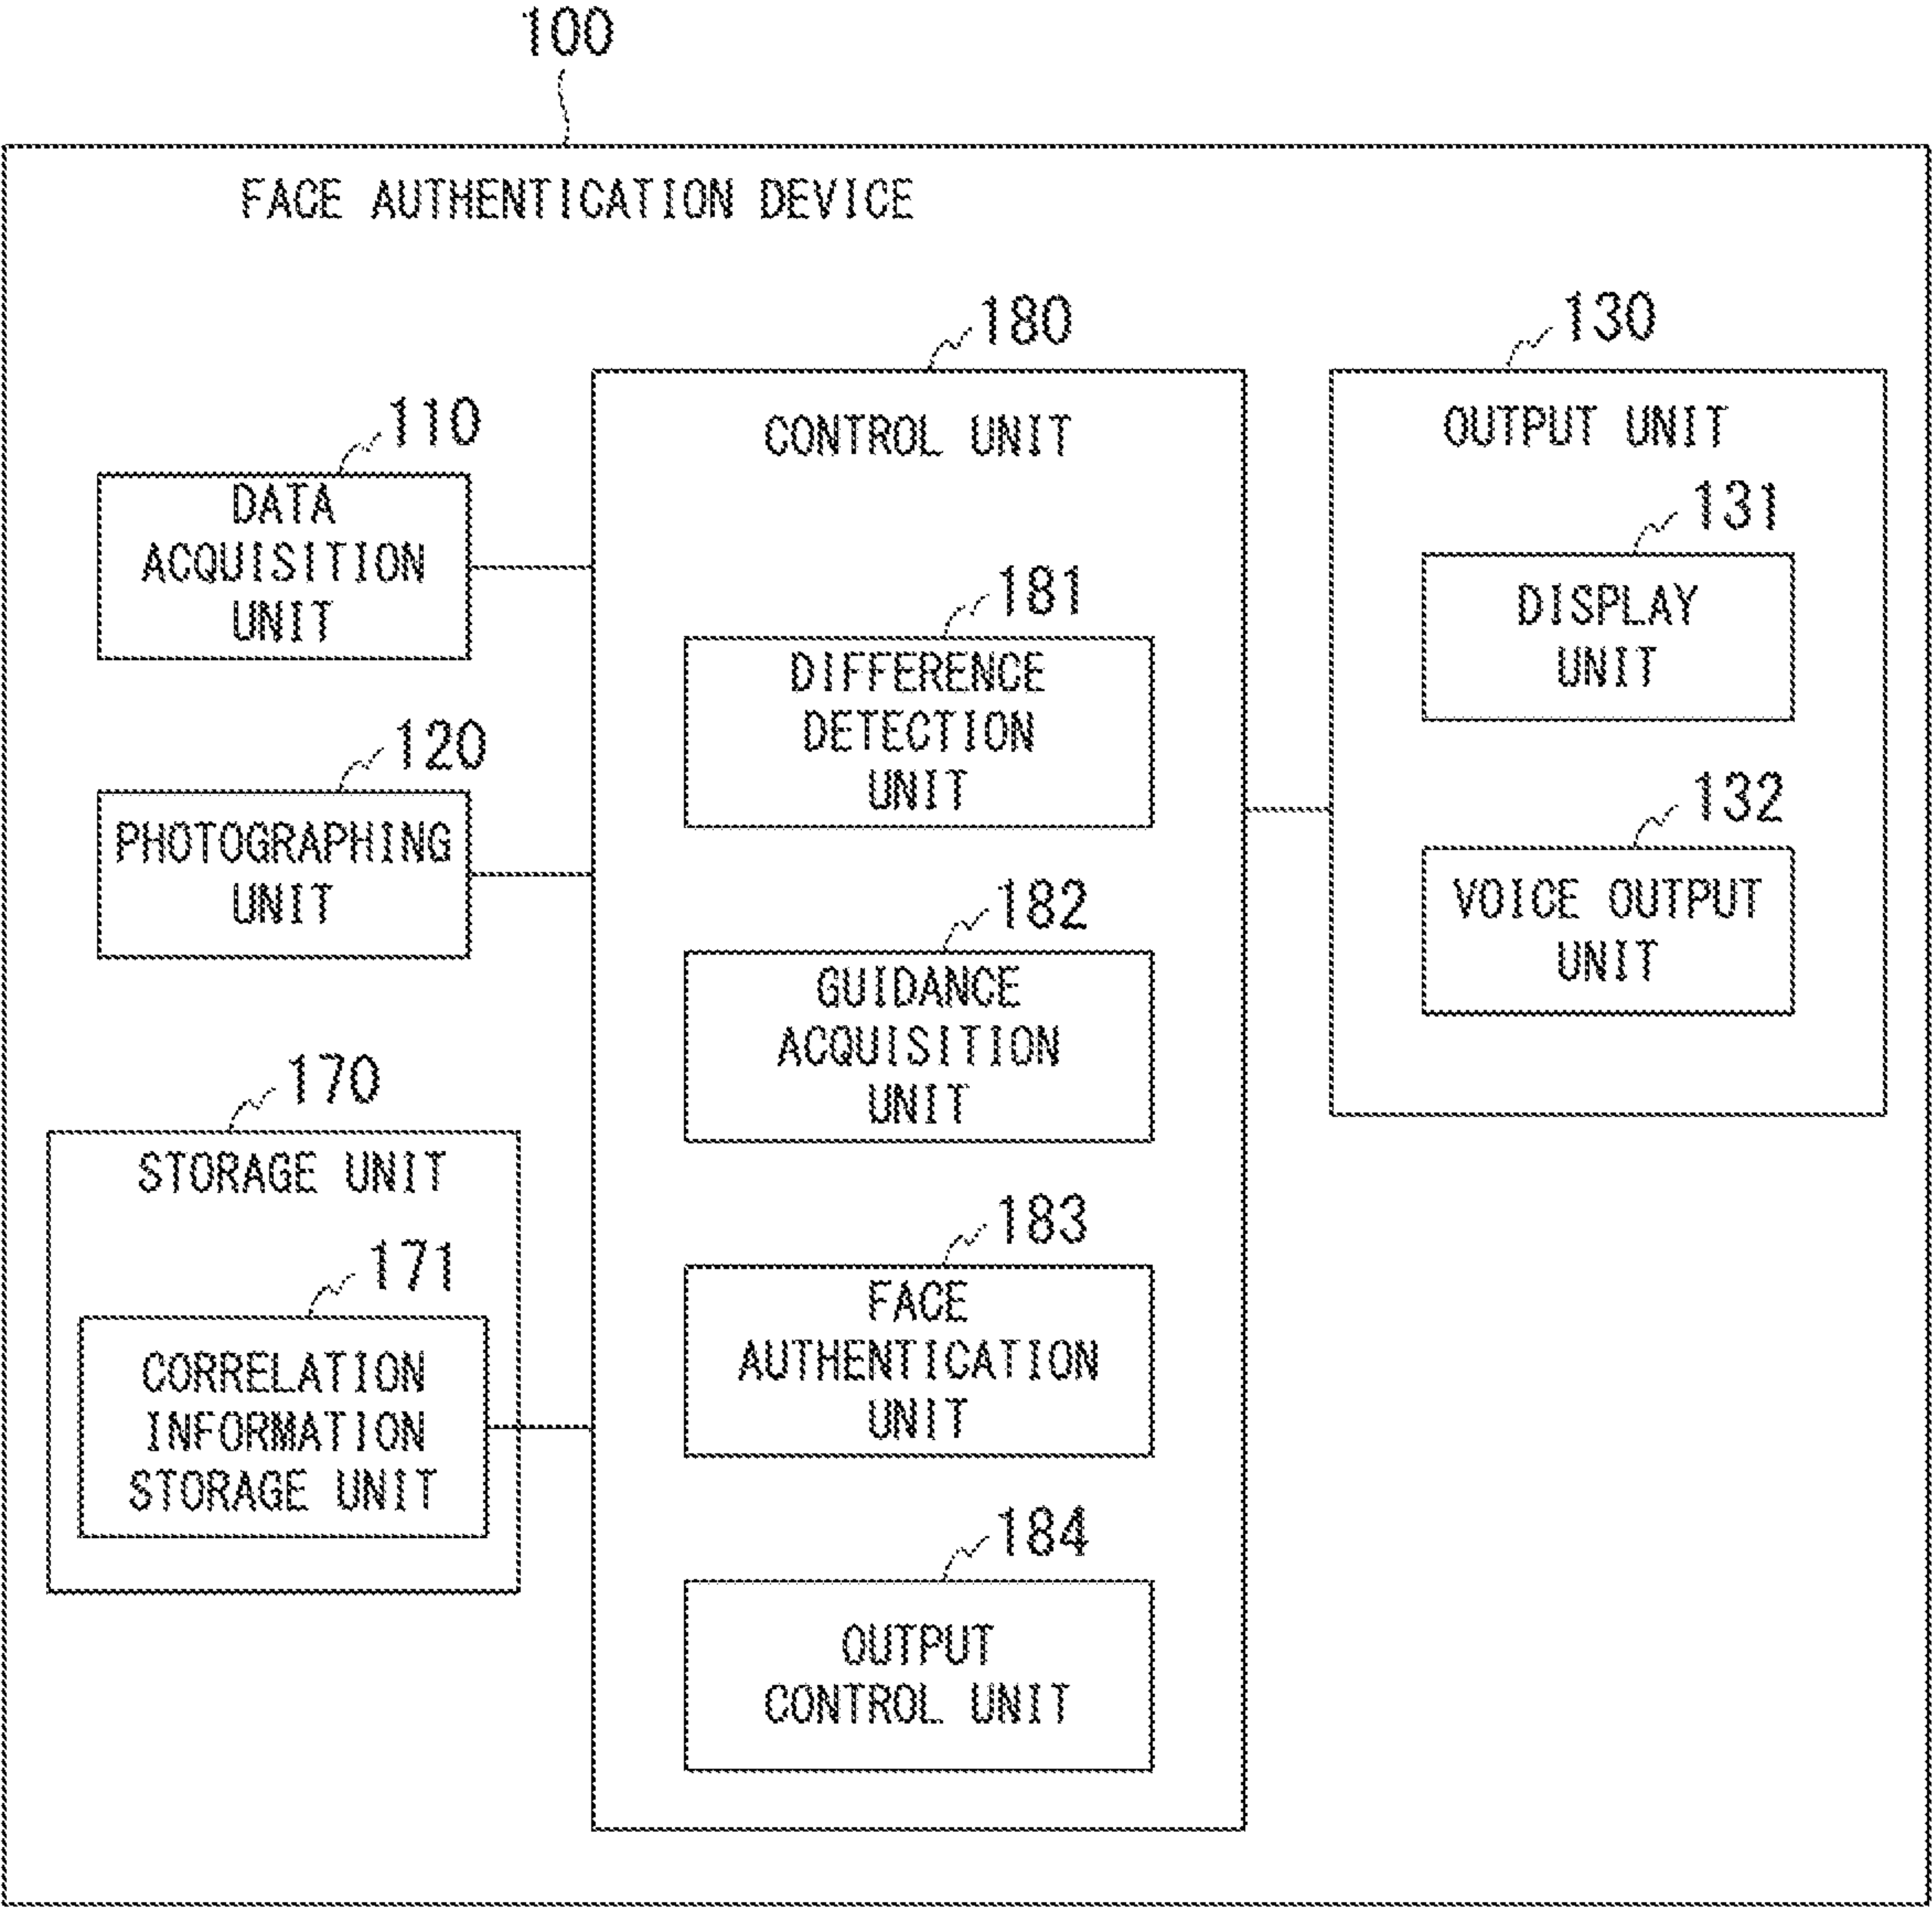 100
FACE AUTHENTICATION DEVICE
110
DATA
ACQUISITION
UNIT
120
PHOTOGRAPHING
UNIT
170
STORAGE UNIT
171
CORRELATION
INFORMATION
STORAGE UNIT
180
CONTROL UNIT
181
DIFFERENCE
DETECTION
UNIT
182
GUIDANCE
ACQUISITION
UNIT
183
FACE
AUTHENTICATION
UNIT
184
OUTPUT
CONTROL UNIT
130
OUTPUT UNIT
131
DISPLAY
UNIT
132
VOICE OUTPUT
UNIT